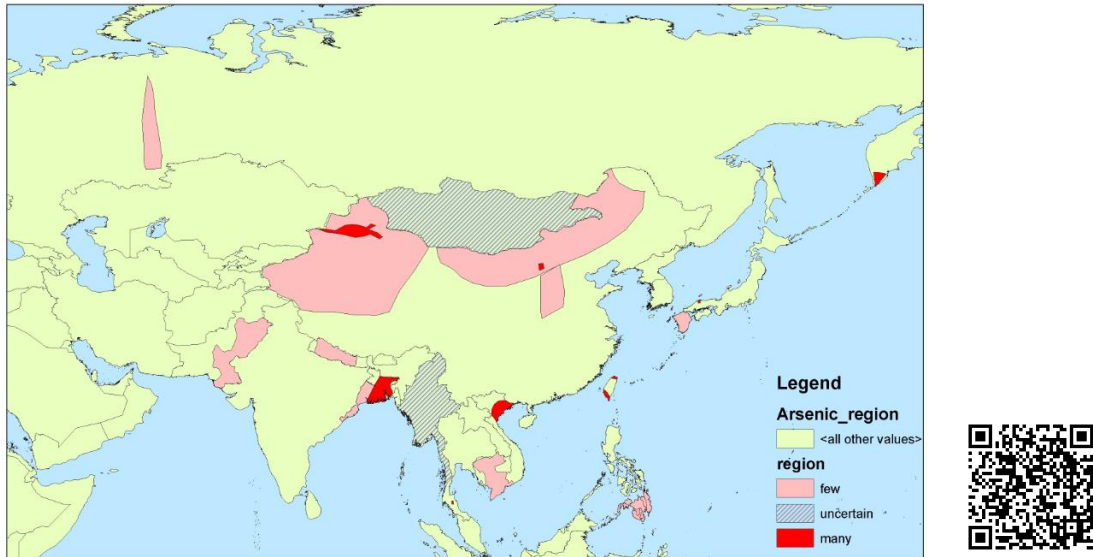 Legend
Arsenic_region
<all other values>
region
few
uncertain
many